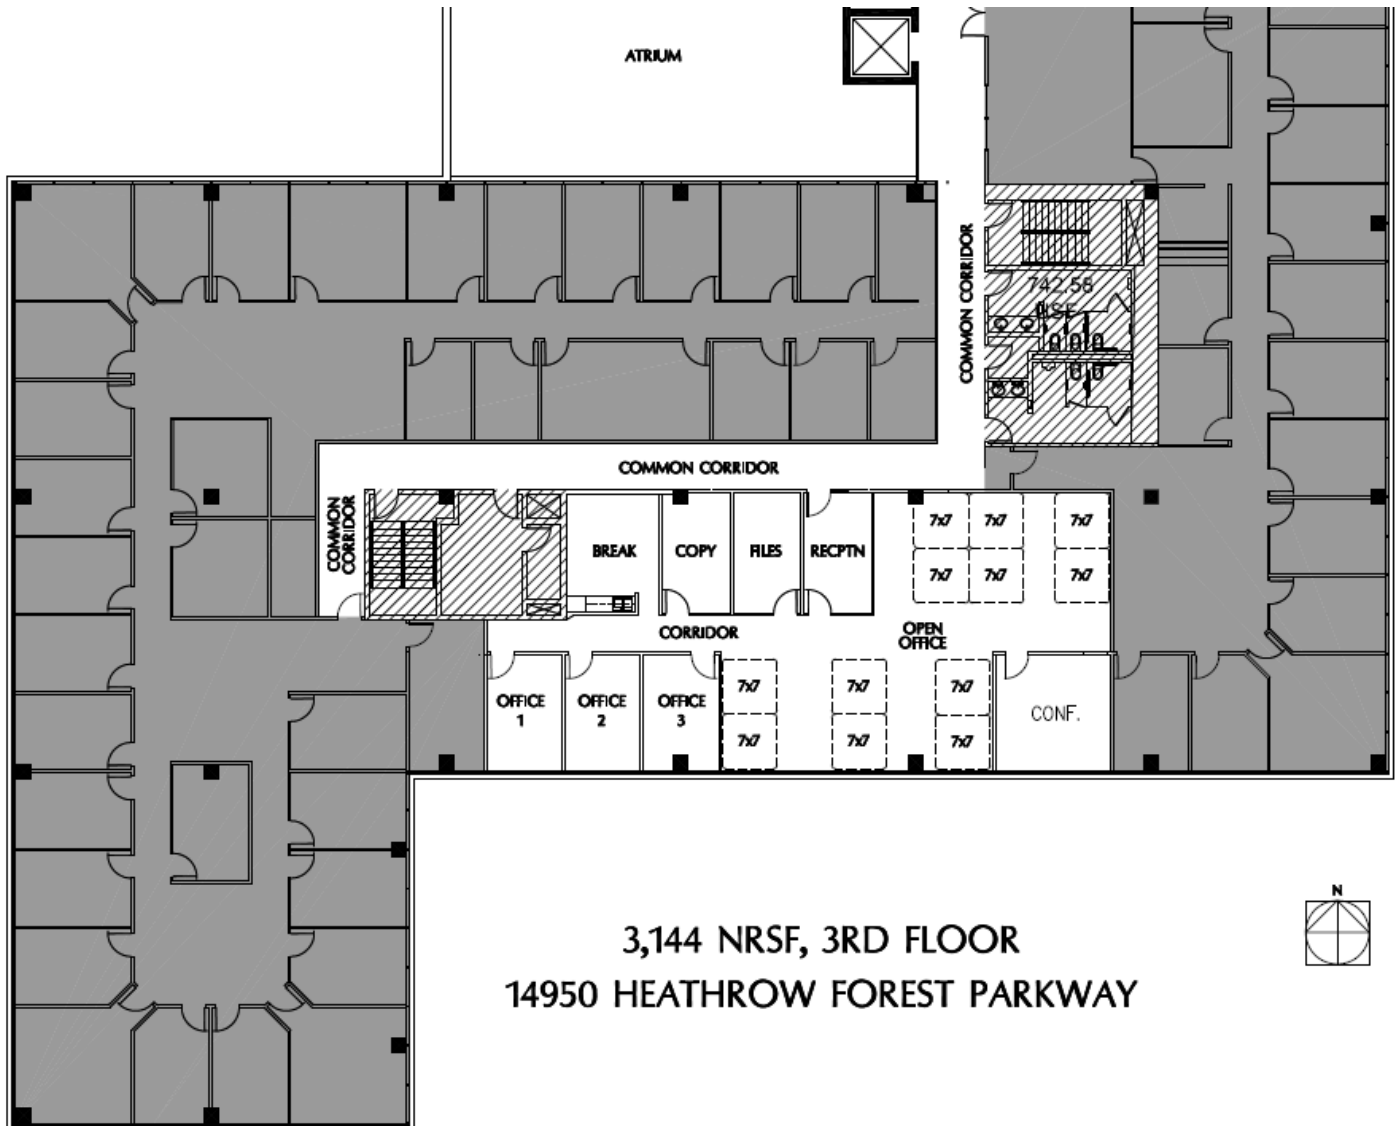 ATRIUM
COMMON CORRIDOR
742.58
USF
COMMON CORRIDOR
COMMON
CORRIDOR
BREAK
COPY
FILES
RECPTN
7x7
7x7
7x7
7x7
7x7
7x7
CORRIDOR
OPEN
OFFICE
OFFICE
1
OFFICE
2
OFFICE
3
7x7
7x7
7x7
7x7
7x7
7x7
CONF.
N
3,144 NRSF, 3RD FLOOR
14950 HEATHROW FOREST PARKWAY